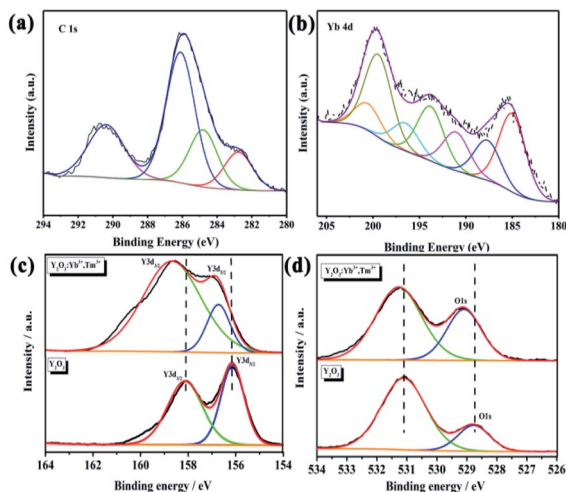 (a)
C 1s
Intensity (a.u.)
294 292 290 288 286 284 282 280
Binding Energy (eV)
(b)
Yb 4d
Intensity (a.u.)
205 200 195 190 185 180
Binding Energy (eV)
(c)
Y₂O₃:Yb³⁺,Tm³⁺
Y3d₃/₂
Y3d₅/₂
Y₂O₃
Y3d₃/₂
Y3d₅/₂
Intensity / a.u.
164 162 160 158 156 154
Binding energy / eV
(d)
Y₂O₃:Yb³⁺,Tm³⁺
O1s
Y₂O₃
O1s
Intensity / a.u.
534 533 532 531 530 529 528 527 526
Binding energy / eV